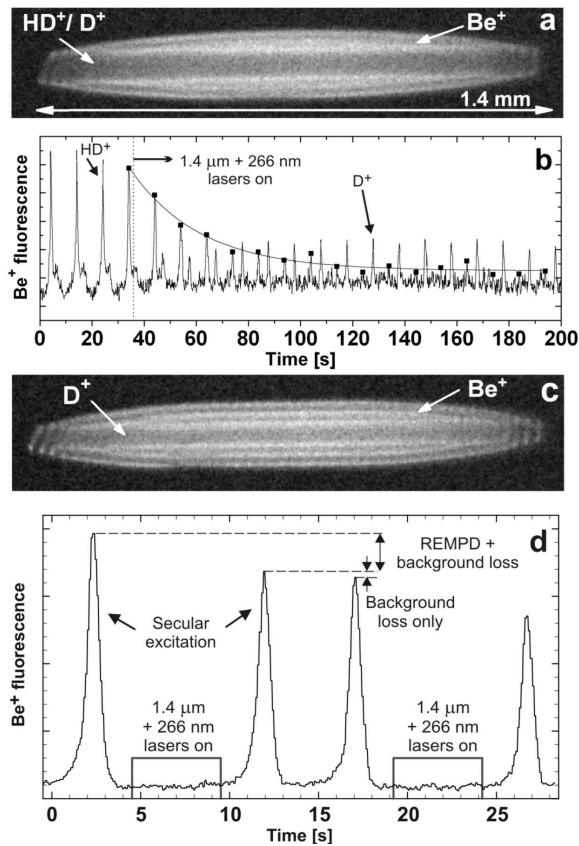 HD⁺/ D⁺
Be⁺
a
1.4 mm
b
HD⁺
1.4 µm + 266 nm
lasers on
D⁺
Be⁺ fluorescence
0 20 40 60 80 100 120 140 160 180 200
Time [s]
c
D⁺
Be⁺
d
REMPD +
background loss
Secular
excitation
Background
loss only
1.4 µm
+ 266 nm
lasers on
1.4 µm
+ 266 nm
lasers on
Be⁺ fluorescence
0 5 10 15 20 25
Time [s]